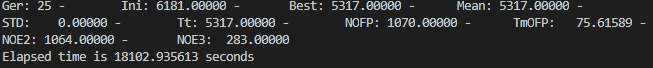 Ger: 25 - Ini: 6181.00000 - Best: 5317.00000 - Mean: 5317.00000 -
STD: 0.00000 - Tt: 5317.00000 - NOFP: 1070.00000 - TmOFP: 75.61589 -
NOE2: 1064.00000 - NOE3: 283.00000
Elapsed time is 18102.935613 seconds